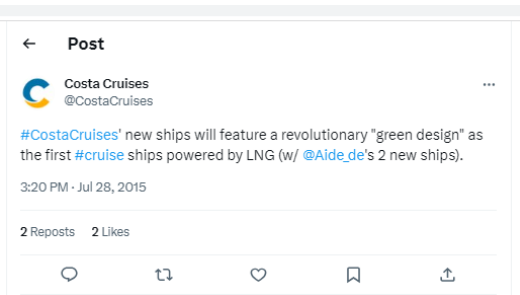 Post
Costa Cruises
@CostaCruises
#CostaCruises' new ships will feature a revolutionary "green design" as
the first #cruise ships powered by LNG (w/ @Aide_de's 2 new ships).
3:20 PM · Jul 28, 2015
2 Reposts 2 Likes